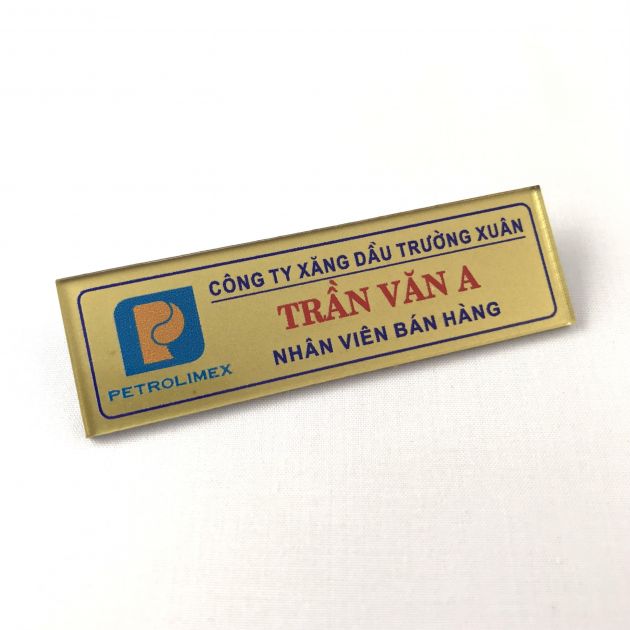 CÔNG TY XĂNG DẦU TRƯỜNG XUÂN
TRẦN VĂN A
NHÂN VIÊN BÁN HÀNG
PETROLIMEX